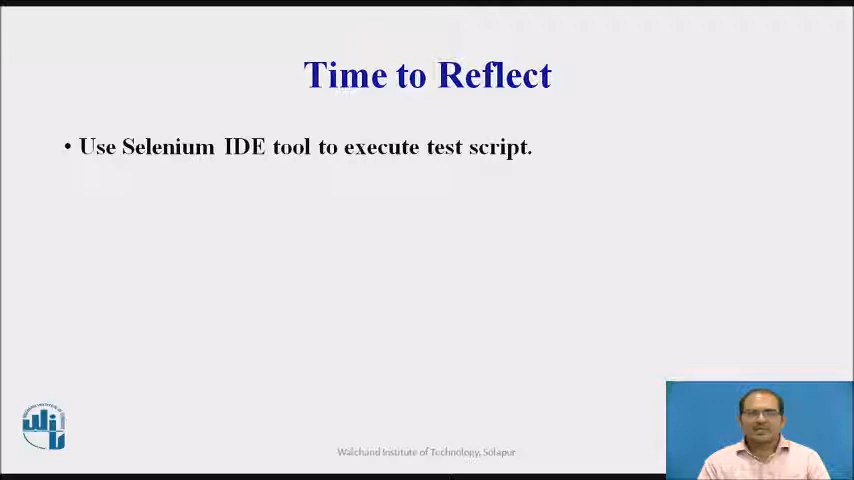 Time to Reflect
• Use Selenium IDE tool to execute test script.
Walchand Institute of Technology, Solapur